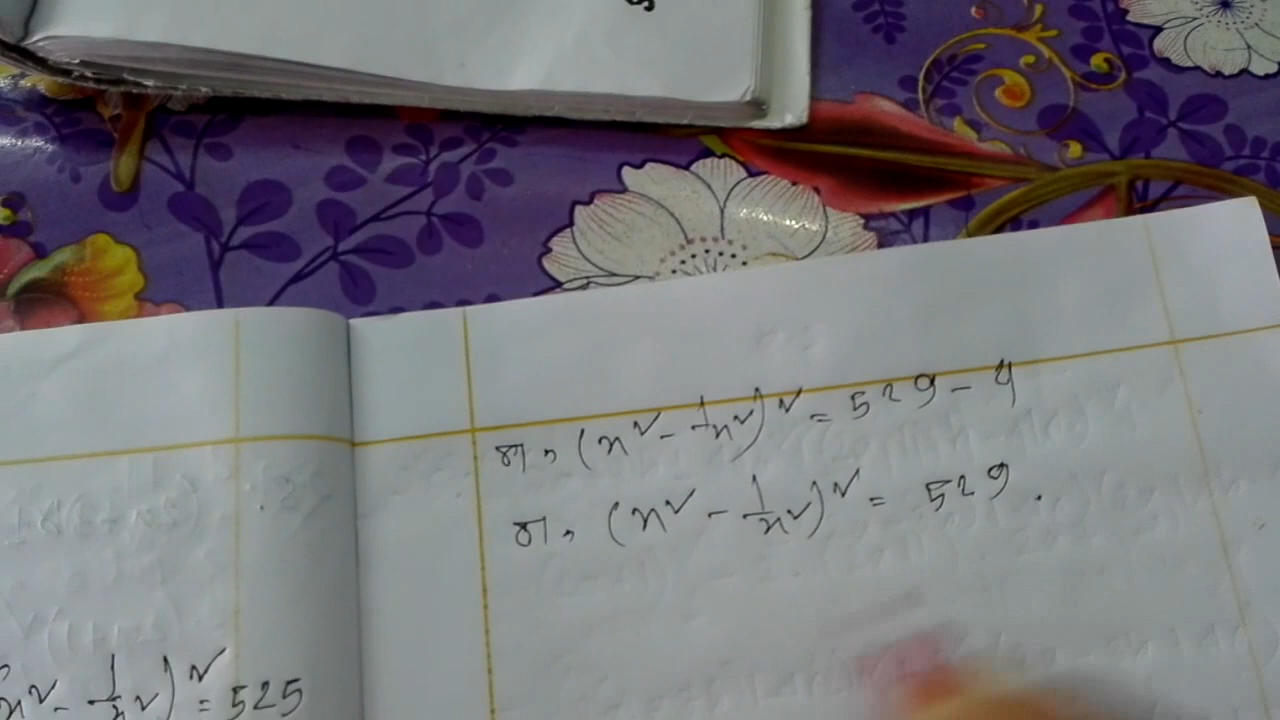 বা, (x² - 1/x²)² = 529 - 4
বা, (x² - 1/x²)² = 529.
x² - 1/x²)² = 525